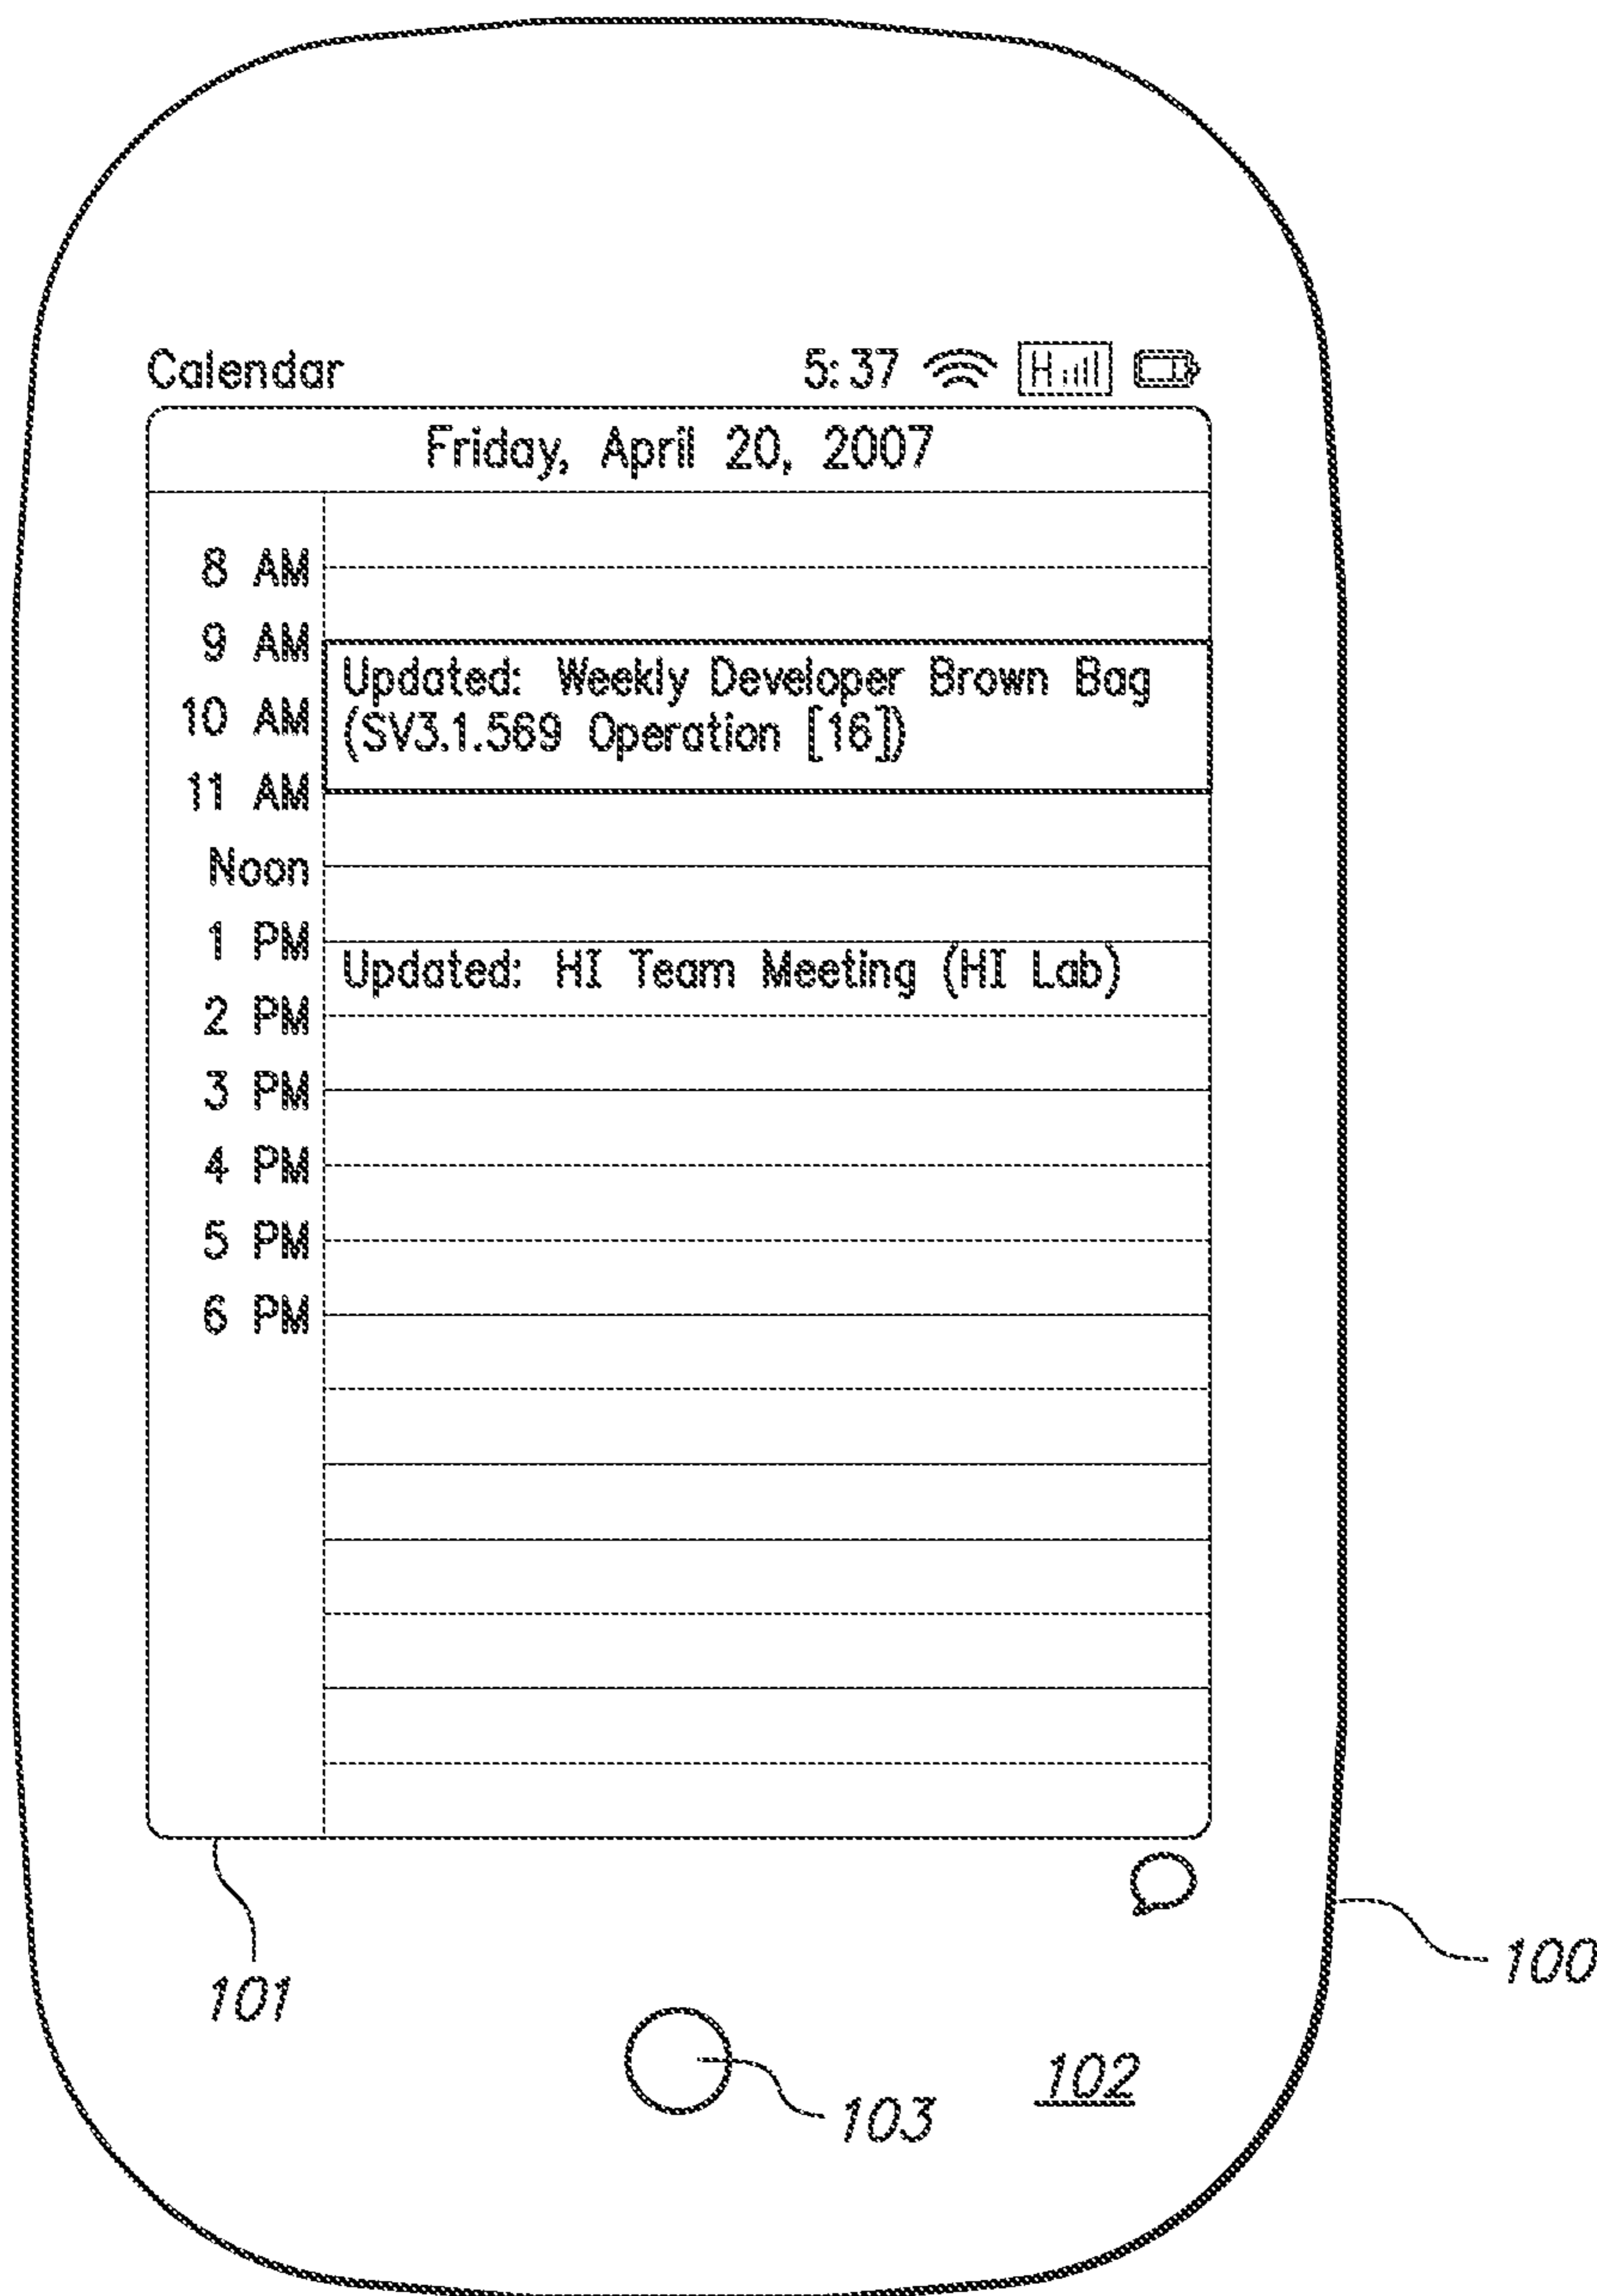 Calendar 5:37 H
Friday, April 20, 2007
8 AM
9 AM
Updated: Weekly Developer Brown Bag
10 AM (SV3.1.569 Operation [16])
11 AM
Noon
1 PM
Updated: HI Team Meeting (HI Lab)
2 PM
3 PM
4 PM
5 PM
6 PM
100
101
102
103